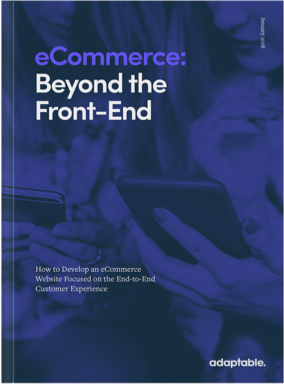 January 2018
eCommerce:
Beyond the
Front-End
How to Develop an eCommerce
Website Focused on the End-to-End
Customer Experience
adaptable.